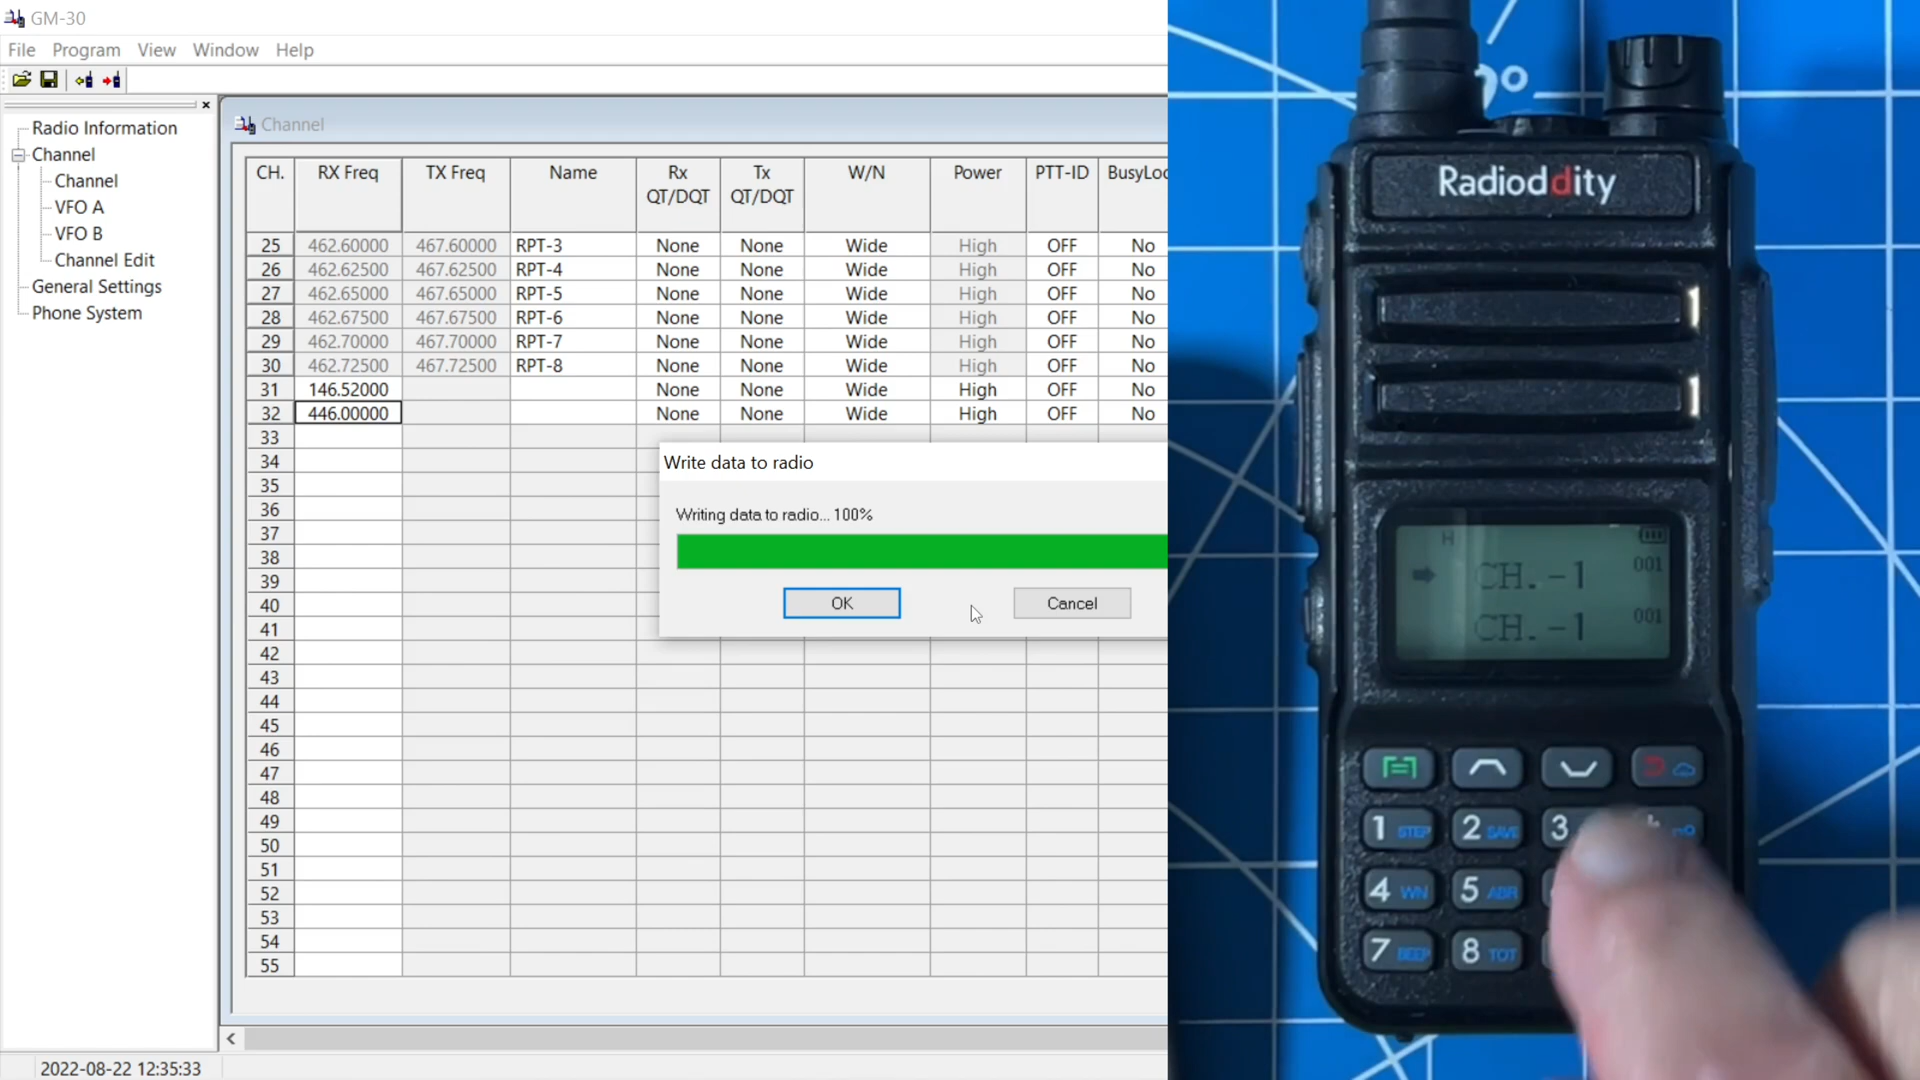 GM-30
File Program View Window Help
Radio Information
Channel
Channel
VFO A
VFO B
Channel Edit
General Settings
Phone System
Channel
CH. RX Freq TX Freq Name Rx QT/DQT Tx QT/DQT W/N Power PTT-ID BusyLoc
25 462.60000 467.60000 RPT-3 None None Wide High OFF No
26 462.62500 467.62500 RPT-4 None None Wide High OFF No
27 462.65000 467.65000 RPT-5 None None Wide High OFF No
28 462.67500 467.67500 RPT-6 None None Wide High OFF No
29 462.70000 467.70000 RPT-7 None None Wide High OFF No
30 462.72500 467.72500 RPT-8 None None Wide High OFF No
31 146.52000 None None Wide High OFF No
32 446.00000 None None Wide High OFF No
33
34
35
36
37
38
39
40
41
42
43
44
45
46
47
48
49
50
51
52
53
54
55
Write data to radio
Writing data to radio... 100%
OK Cancel
2022-08-22 12:35:33
Radioddity
H
CH.-1 001
CH.-1 001
1 STEP 2 SAVE 3
4 WN 5 ABR
7 BEEP 8 TOT